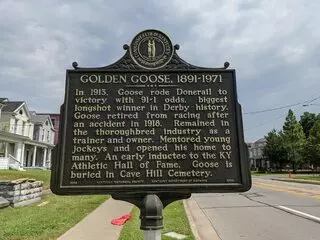 GOLDEN GOOSE, 1891-1971
In 1913, Goose rode Donerail to
victory with 91-1 odds, biggest
longshot winner in Derby history.
Goose retired from racing after
an accident in 1918. Remained in
the thoroughbred industry as a
trainer and owner. Mentored young
jockeys and opened his home to
many. An early inductee to the KY
Athletic Hall of Fame, Goose is
buried in Cave Hill Cemetery.